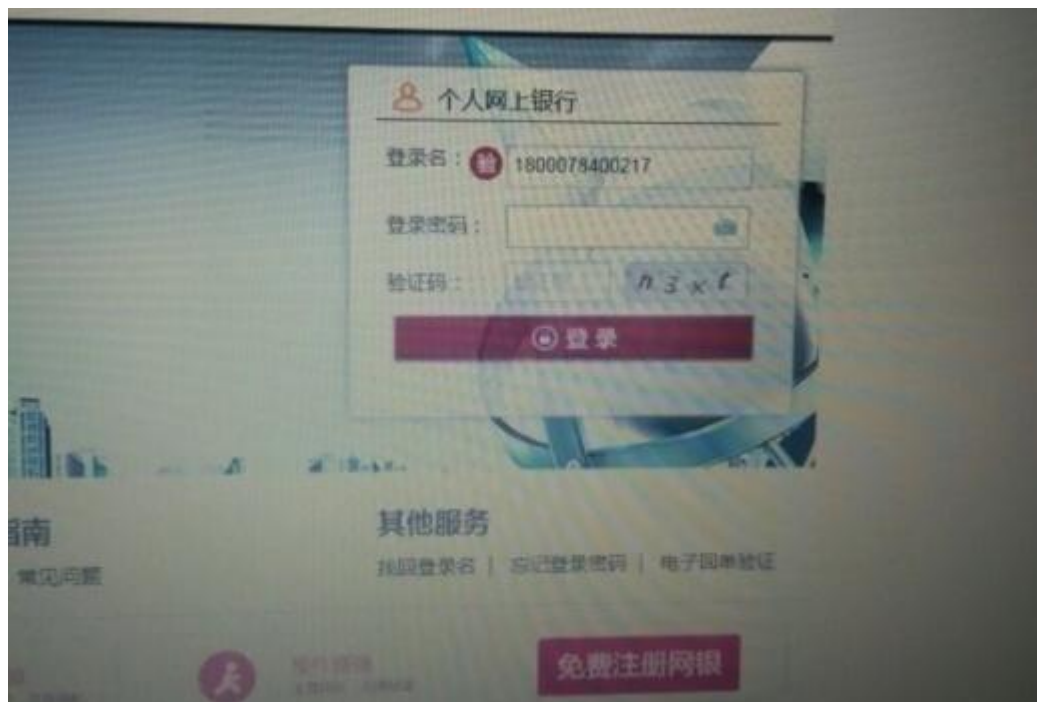 个人网上银行
登录名： 验 1800078400217
登录密码：
验证码： n3xt
登录
指南
其他服务
常见问题
找回登录名 | 忘记登录密码 | 电子回单验证
免费注册网银